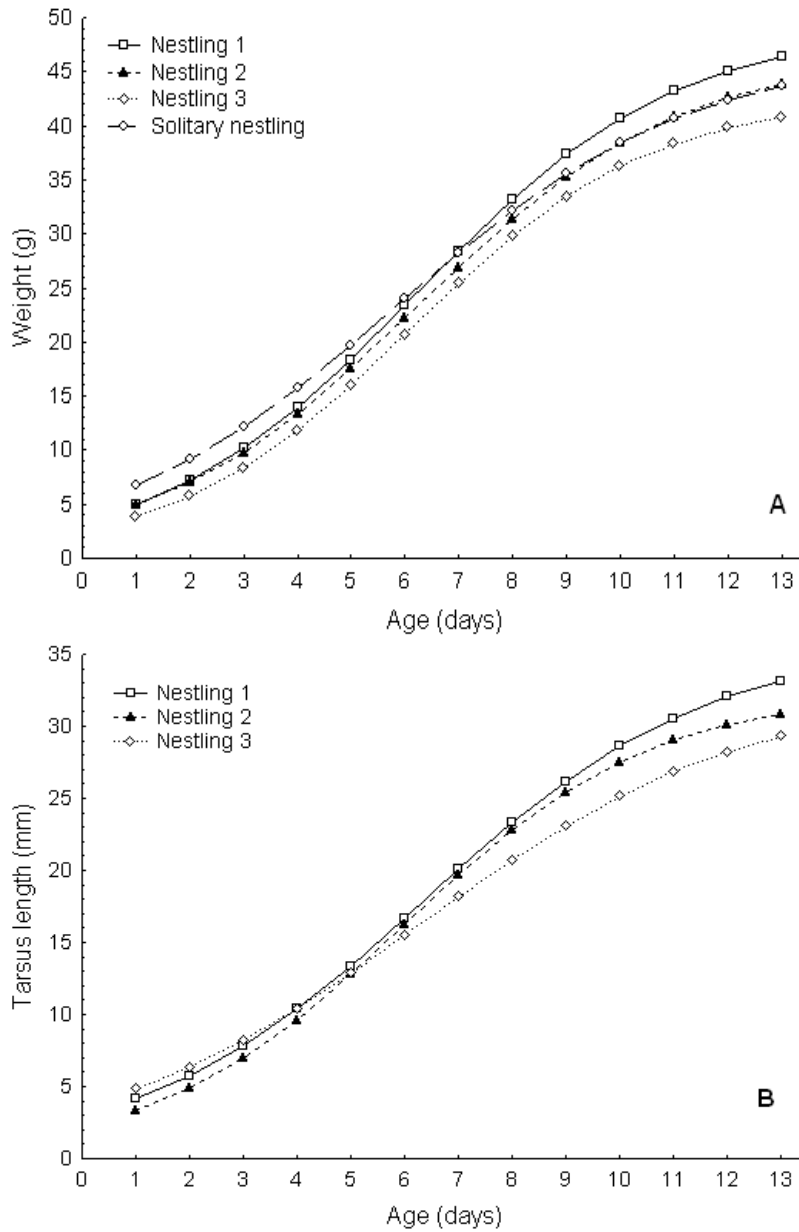 50
45
40
35
30
25
20
15
10
5
0
Weight (g)
Nestling 1
Nestling 2
Nestling 3
Solitary nestling
A
0 1 2 3 4 5 6 7 8 9 10 11 12 13
Age (days)
35
30
25
20
15
10
5
0
Tarsus length (mm)
Nestling 1
Nestling 2
Nestling 3
B
0 1 2 3 4 5 6 7 8 9 10 11 12 13
Age (days)